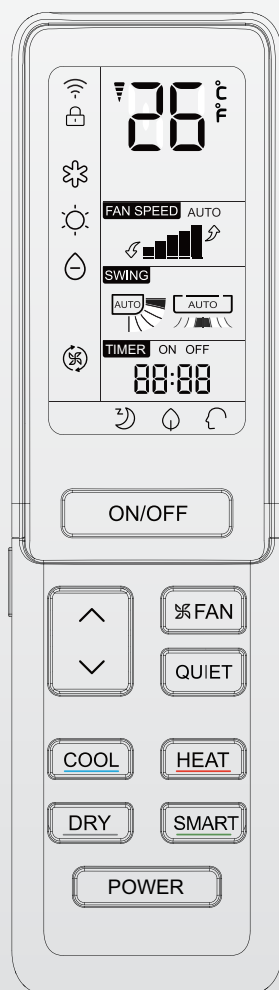 26 °C
°F
FAN SPEED AUTO
SWING
AUTO AUTO
TIMER ON OFF
88:88
z
ON/OFF
FAN
QUIET
COOL HEAT
DRY SMART
POWER